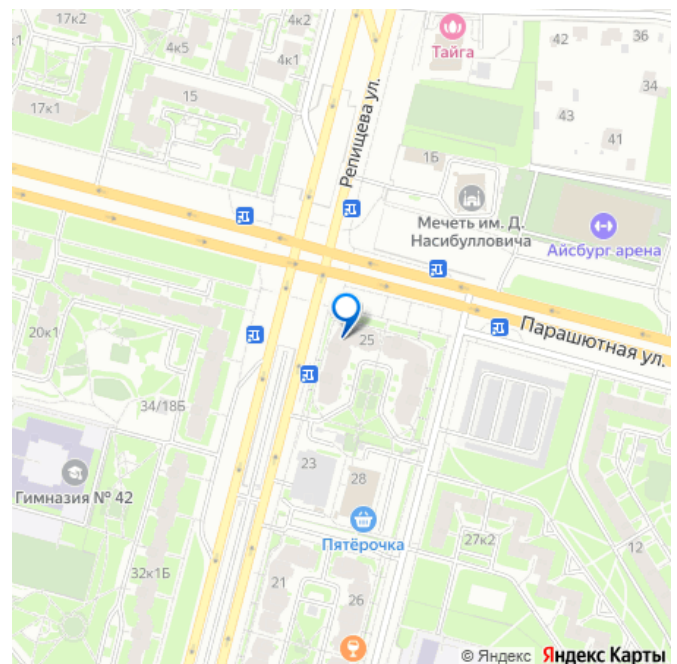 17к2
4к2
4к5
4к1
Тайга
42
36
34
17к1
15
43
41
Репищева ул.
1Б
Мечеть им. Д.
Насибулловича
Айсбург арена
Парашютная ул.
20к1
25
34/18Б
Гимназия № 42
23
28
Пятёрочка
27к2
12
32к1Б
21
26
© Яндекс Яндекс Карты